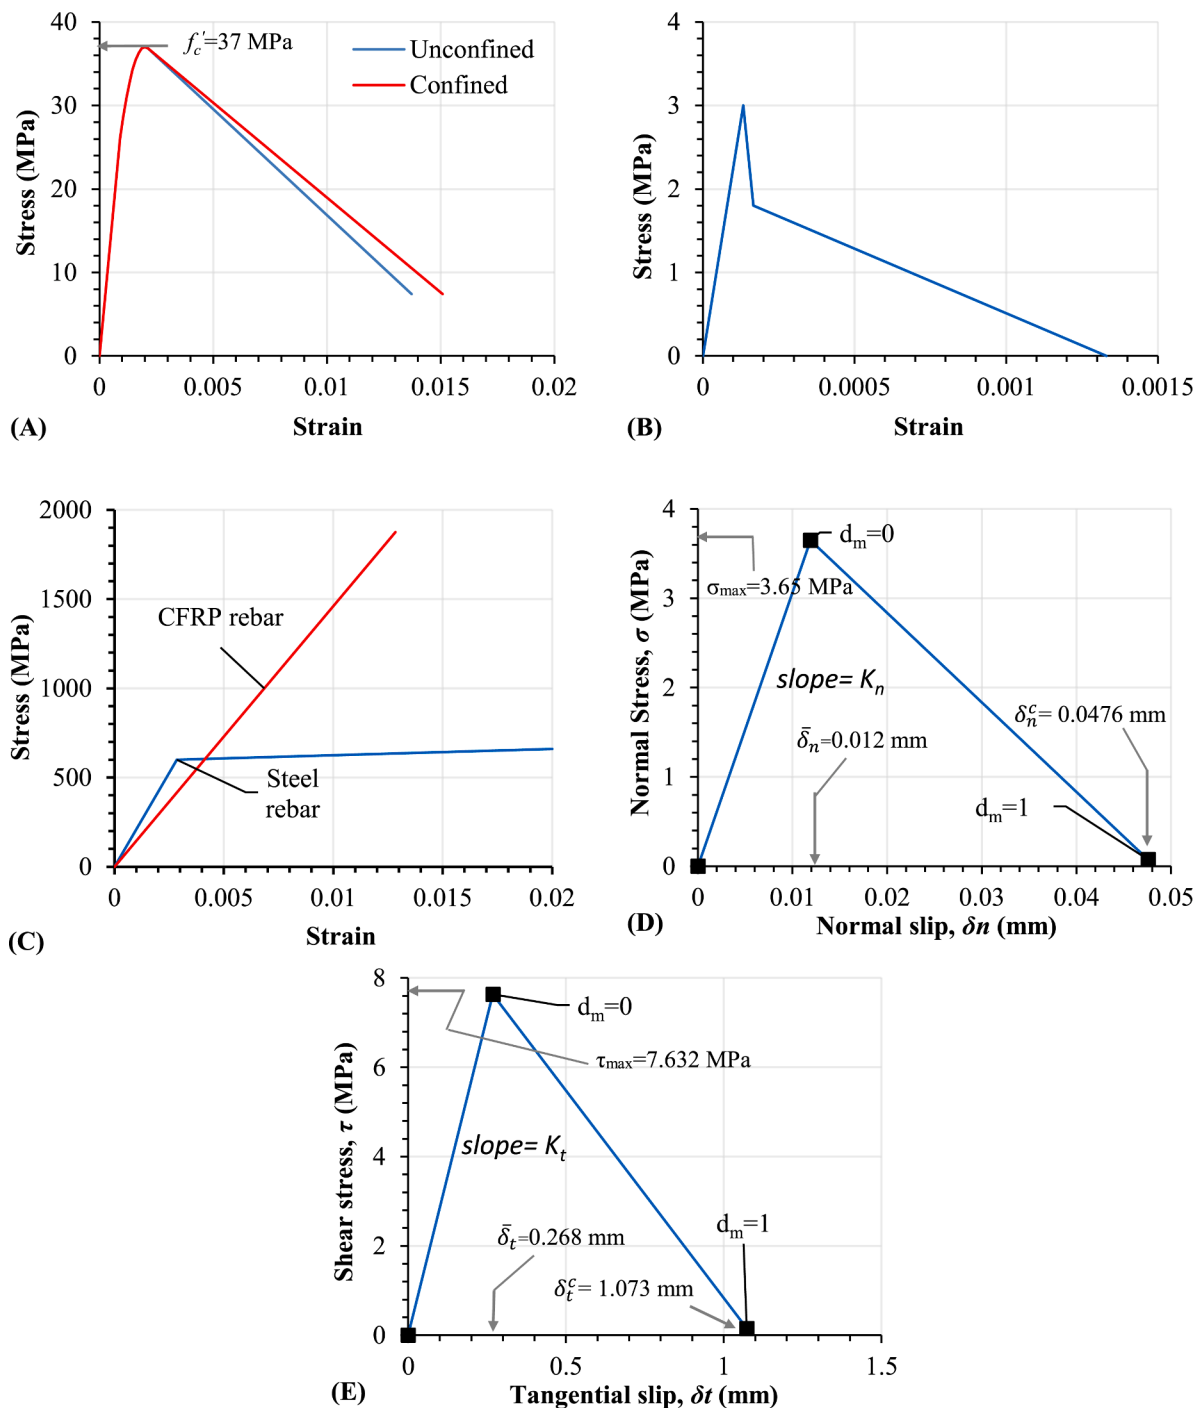 40
30
20
10
0
Stress (MPa)
f′c=37 MPa
Unconfined
Confined
0 0.005 0.01 0.015 0.02
(A) Strain
4
3
2
1
0
Stress (MPa)
0 0.0005 0.001 0.0015
(B) Strain
2000
1500
1000
500
0
Stress (MPa)
CFRP rebar
Steel
rebar
0 0.005 0.01 0.015 0.02
(C) Strain
4
3
2
1
0
Normal Stress, σ (MPa)
dm=0
σmax=3.65 MPa
slope= Kn
δ̄n=0.012 mm
δnc= 0.0476 mm
dm=1
0 0.01 0.02 0.03 0.04 0.05
(D) Normal slip, δn (mm)
8
6
4
2
0
Shear stress, τ (MPa)
dm=0
τmax=7.632 MPa
slope= Kt
δ̄t=0.268 mm
dm=1
δtc= 1.073 mm
0 0.5 1 1.5
(E) Tangential slip, δt (mm)